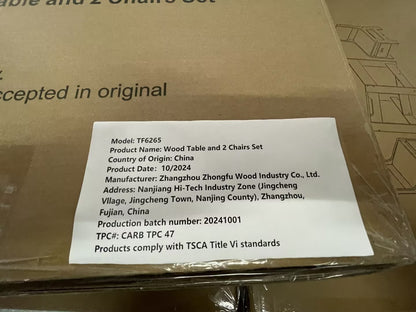 able and 2 Chairs Set
ccepted in original
Model: TF6265
Product Name: Wood Table and 2 Chairs Set
Country of Origin: China
Product Date: 10/2024
Manufacturer: Zhangzhou Zhongfu Wood Industry Co., Ltd.
Address: Nanjiang Hi-Tech Industry Zone (Jingcheng
Vllage, Jingcheng Town, Nanjing County), Zhangzhou,
Fujian, China
Production batch number: 20241001
TPC#: CARB TPC 47
Products comply with TSCA Title Vi standards